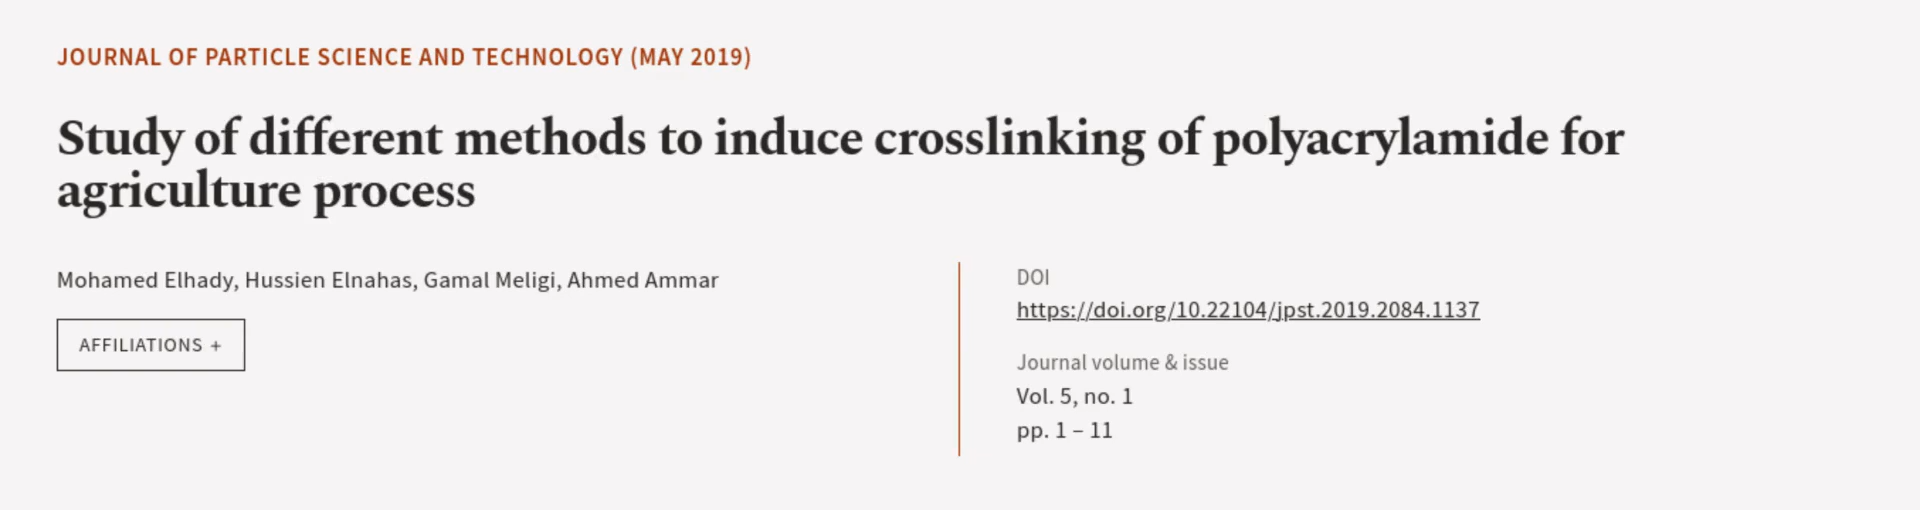 JOURNAL OF PARTICLE SCIENCE AND TECHNOLOGY (MAY 2019)
Study of different methods to induce crosslinking of polyacrylamide for
agriculture process
Mohamed Elhady, Hussien Elnahas, Gamal Meligi, Ahmed Ammar
AFFILIATIONS +
DOI
https://doi.org/10.22104/jpst.2019.2084.1137
Journal volume & issue
Vol. 5, no. 1
pp. 1 – 11